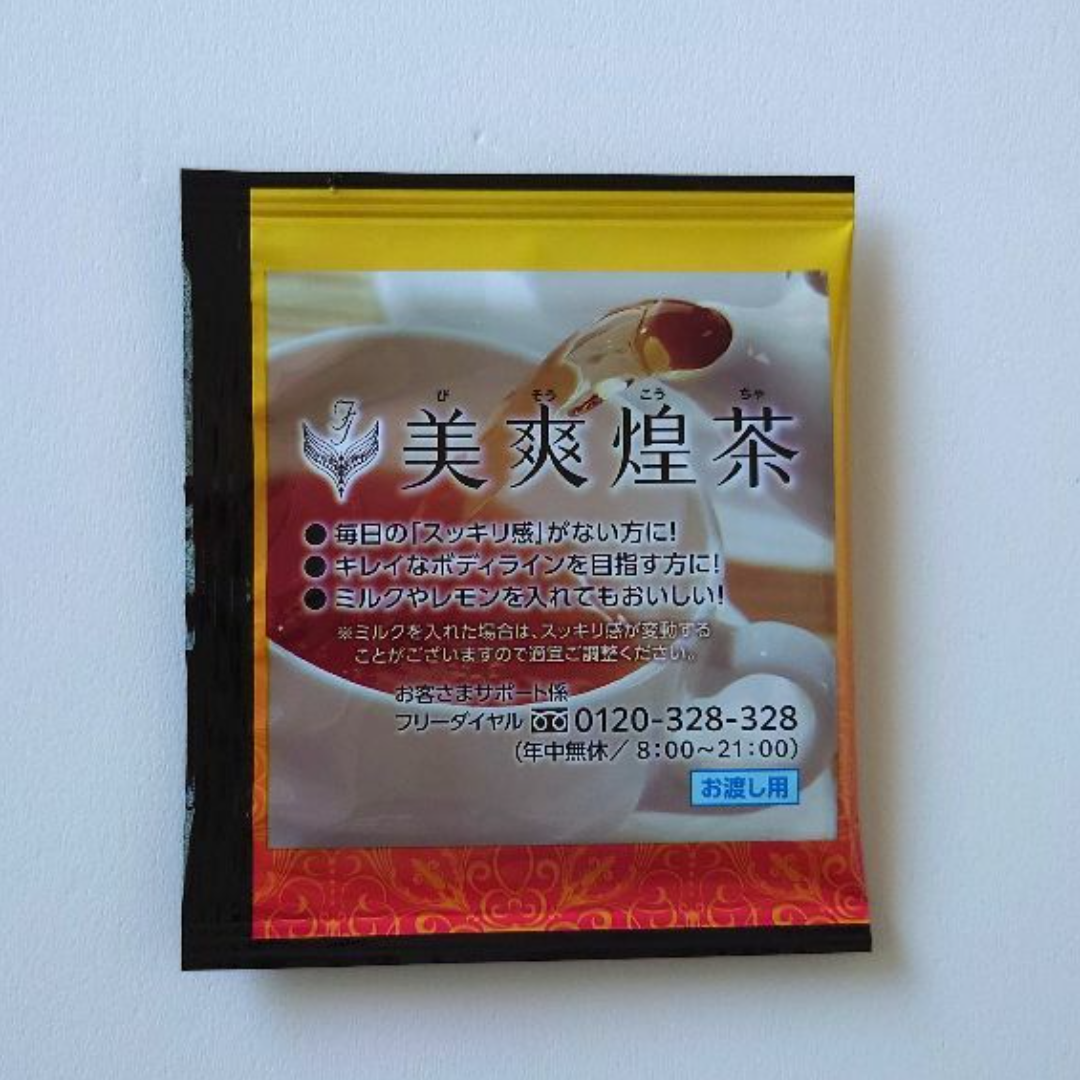 び そう こう ちゃ
F 美爽煌茶
●毎日の「スッキリ感」がない方に!
●キレイなボディラインを目指す方に!
●ミルクやレモンを入れてもおいしい!
※ミルクを入れた場合は、スッキリ感が変動する
ことがございますので適宜ご調整ください。
お客さまサポート係
フリーダイヤル 0120-328-328
(年中無休/8:00~21:00)
お渡し用